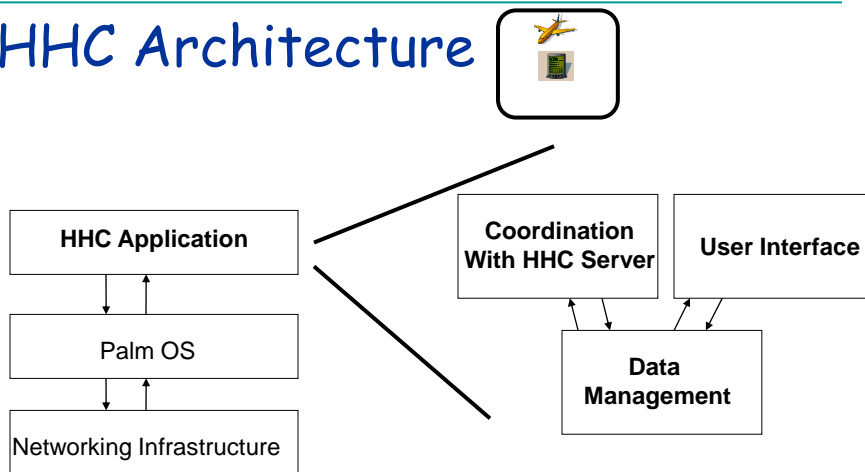 HHC Architecture
HHC Application
Palm OS
Networking Infrastructure
Coordination
With HHC Server
User Interface
Data
Management